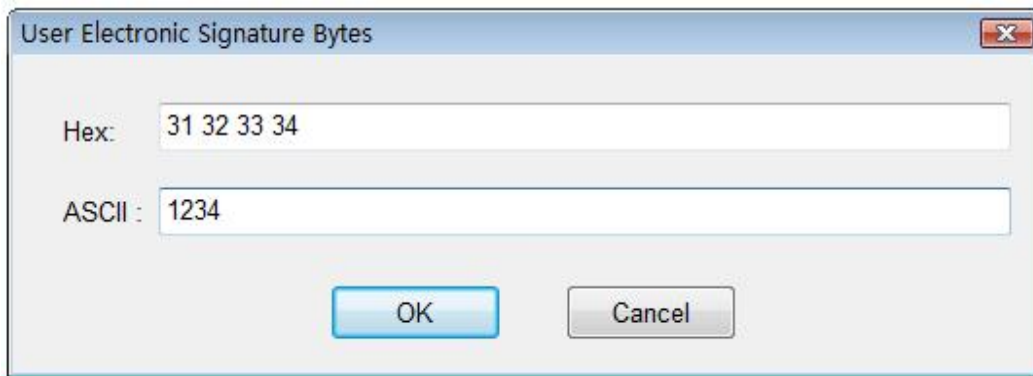 User Electronic Signature Bytes
Hex: 31 32 33 34
ASCII : 1234
OK Cancel